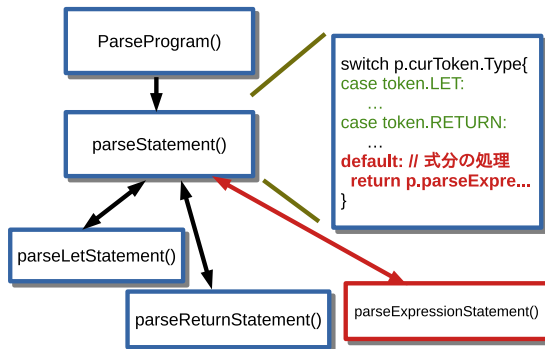 ParseProgram()
parseStatement()
switch p.curToken.Type{
case token.LET:
...
case token.RETURN:
...
default: // 式分の処理
return p.parseExpre...
}
parseLetStatement()
parseReturnStatement()
parseExpressionStatement()